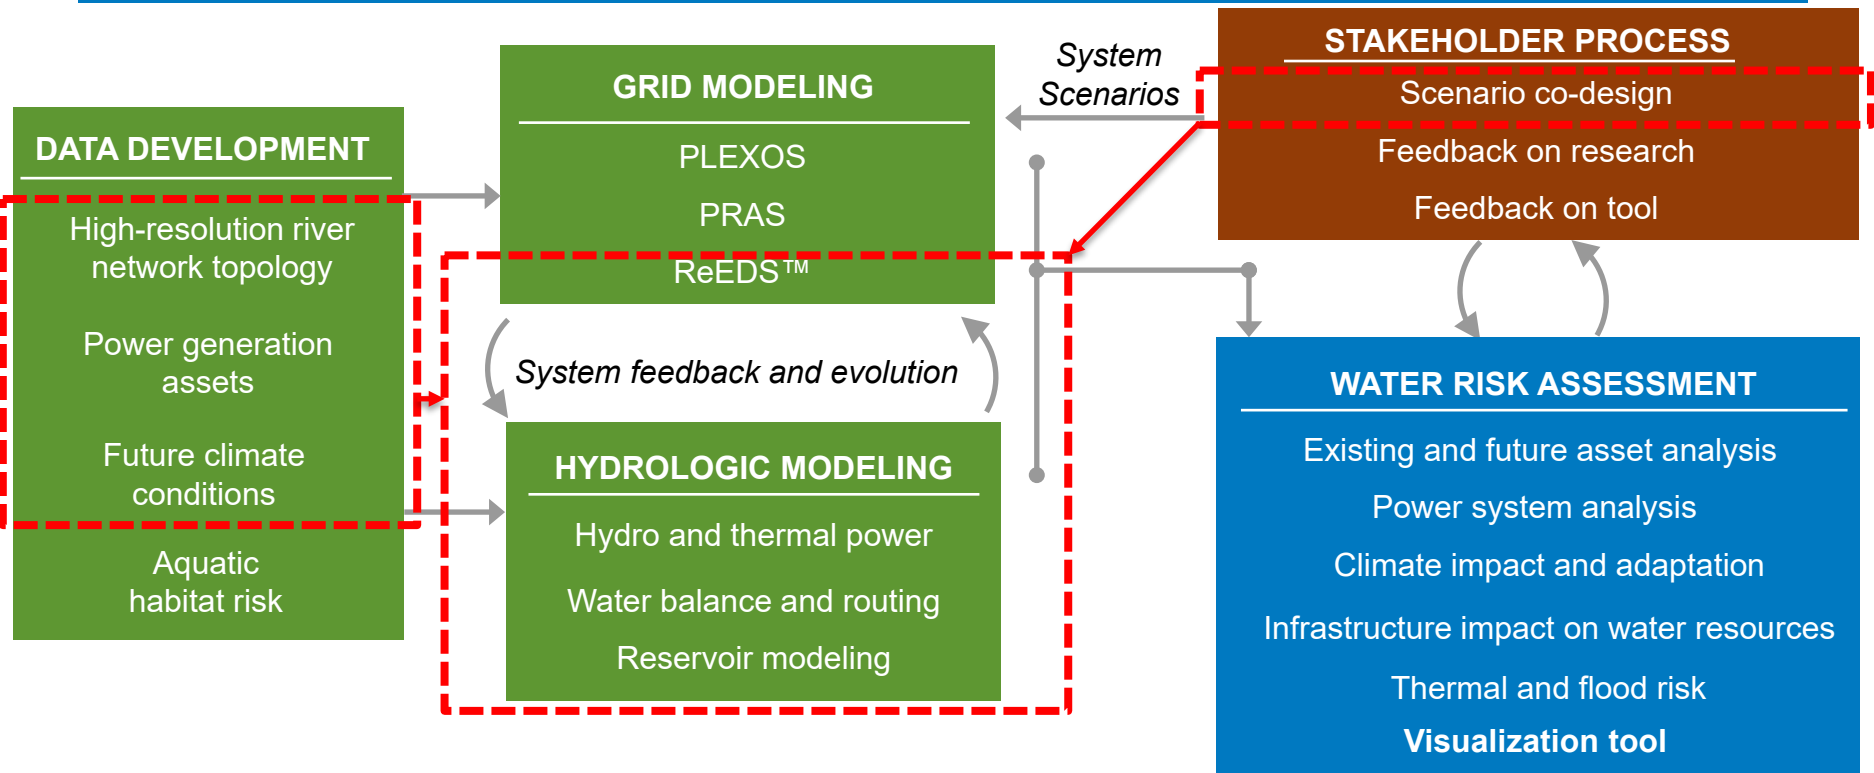 DATA DEVELOPMENT
High-resolution river
network topology
Power generation
assets
Future climate
conditions
Aquatic
habitat risk
GRID MODELING
PLEXOS
PRAS
ReEDS™
System feedback and evolution
HYDROLOGIC MODELING
Hydro and thermal power
Water balance and routing
Reservoir modeling
System
Scenarios
STAKEHOLDER PROCESS
Scenario co-design
Feedback on research
Feedback on tool
WATER RISK ASSESSMENT
Existing and future asset analysis
Power system analysis
Climate impact and adaptation
Infrastructure impact on water resources
Thermal and flood risk
Visualization tool